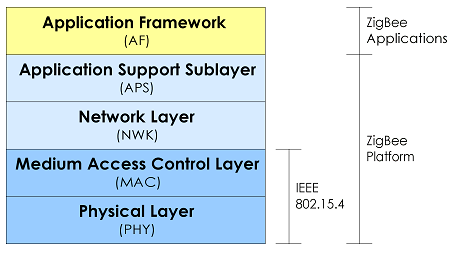 Application Framework
(AF)
Application Support Sublayer
(APS)
Network Layer
(NWK)
Medium Access Control Layer
(MAC)
Physical Layer
(PHY)
IEEE
802.15.4
ZigBee
Applications
ZigBee
Platform